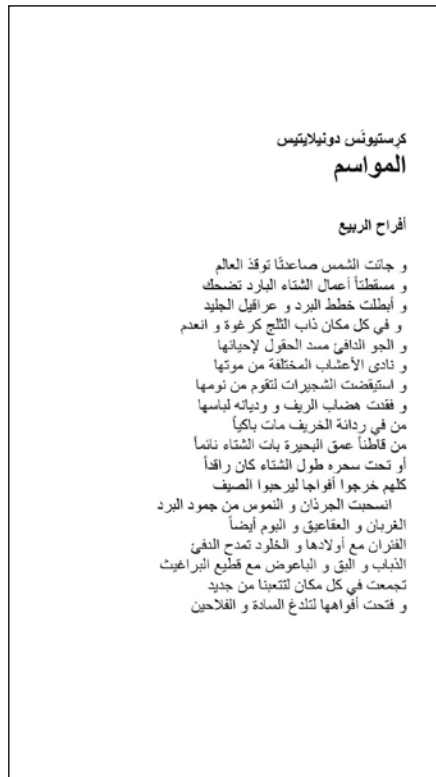 كرستيونَس دونيلايتيس
المواسم
أفراح الربيع
و جائت الشمس صاعدتًا توقذ العالم
و مسقطتاً أعمال الشتاء البارد تضحك
و أبطلت خطط البرد و عراقيل الجليد
و في كل مكان ذاب الثلج كرغوة و انعدم
و الجو الدافئ مسد الحقول لإحيائها
و نادى الأعشاب المختلفة من موتها
و استيقضت الشجيرات لتقوم من نومها
و فقدت هضاب الريف و وديانه لباسها
من في ردانة الخريف مات باكياً
من قاطناً عمق البحيرة بات الشتاء نائماً
أو تحت سحره طول الشتاء كان راقداً
كلهم خرجوا أفواجا ليرحبوا الصيف
انسحبت الجرذان و النموس من جمود البرد
الغربان و العقاعيق و البوم أيضاً
الفئران مع أولادها و الخلود تمدح الدفئ
الذباب و البق و الباعوض مع قطيع البراغيث
تجمعت في كل مكان لتتعبنا من جديد
و فتحت أفواهها لتلدغ السادة و الفلاحين